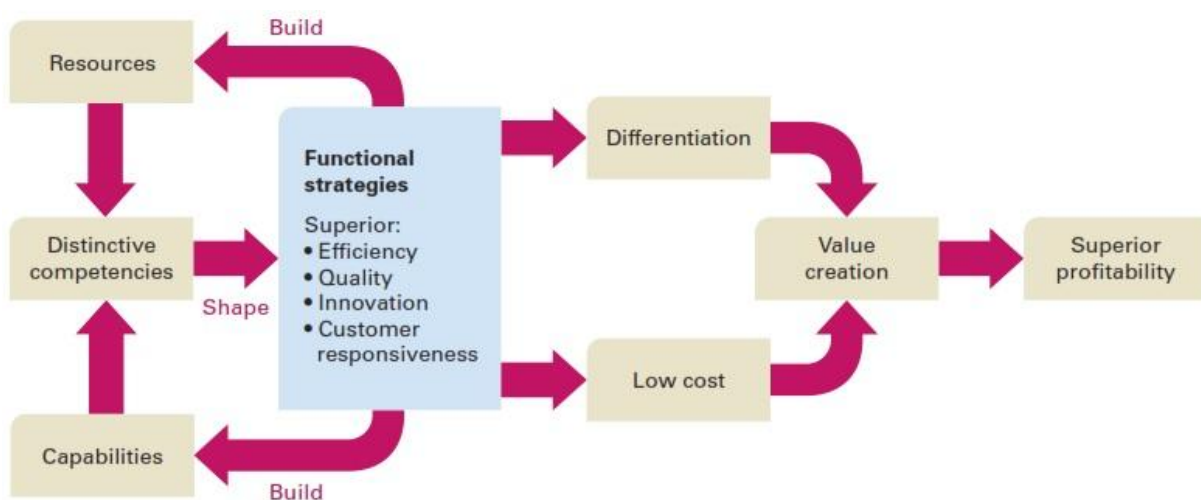 Build
Resources
Differentiation
Functional
strategies
Superior:
• Efficiency
• Quality
• Innovation
• Customer
responsiveness
Distinctive
competencies
Shape
Value
creation
Superior
profitability
Low cost
Capabilities
Build